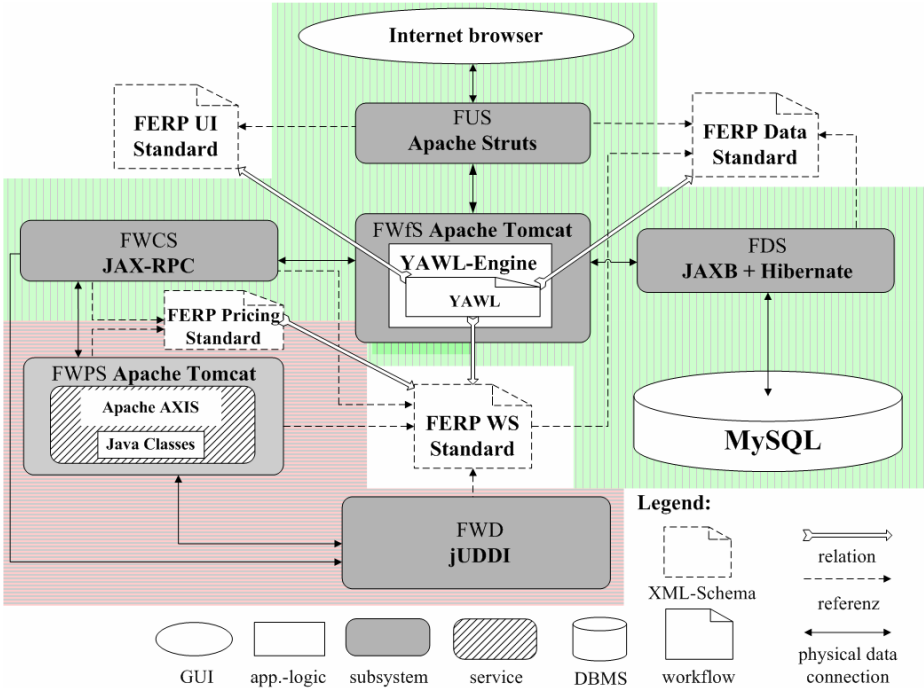 Internet browser
FUS
Apache Struts
FERP UI
Standard
FERP Data
Standard
FWCS
JAX-RPC
FWfS Apache Tomcat
YAWL-Engine
YAWL
FDS
JAXB + Hibernate
FERP Pricing
Standard
FWPS Apache Tomcat
Apache AXIS
Java Classes
FERP WS
Standard
MySQL
FWD
jUDDI
Legend:
XML-Schema
relation
referenz
GUI
app.-logic
subsystem
service
DBMS
workflow
physical data
connection